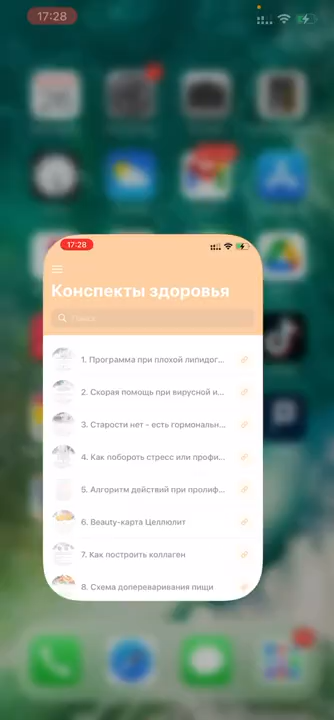 17:28
17:28
Конспекты здоровья
Поиск
1. Программа при плохой липидог...
2. Скорая помощь при вирусной и...
3. Старости нет - есть гормональн...
4. Как побороть стресс или профи...
5. Алгоритм действий при пролиф...
6. Beauty-карта Целлюлит
7. Как построить коллаген
8. Схема допереваривания пищи